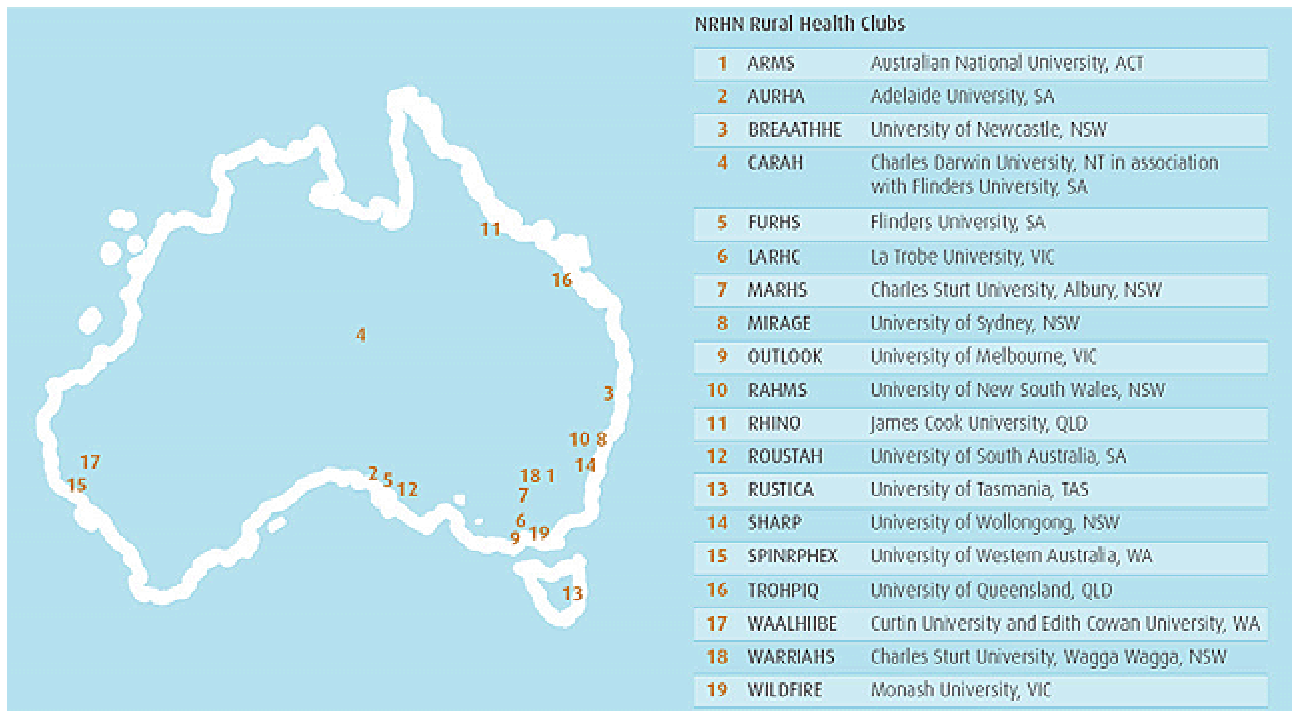 NRHN Rural Health Clubs
1 ARMS Australian National University, ACT
2 AURHA Adelaide University, SA
3 BREAATHHE University of Newcastle, NSW
4 CARAH Charles Darwin University, NT in association
with Flinders University, SA
5 FURHS Flinders University, SA
6 LARHC La Trobe University, VIC
7 MARHS Charles Sturt University, Albury, NSW
8 MIRAGE University of Sydney, NSW
9 OUTLOOK University of Melbourne, VIC
10 RAHMS University of New South Wales, NSW
11 RHINO James Cook University, QLD
12 ROUSTAH University of South Australia, SA
13 RUSTICA University of Tasmania, TAS
14 SHARP University of Wollongong, NSW
15 SPINRPHEX University of Western Australia, WA
16 TROHPIQ University of Queensland, QLD
17 WAALHIIBE Curtin University and Edith Cowan University, WA
18 WARRIAHS Charles Sturt University, Wagga Wagga, NSW
19 WILDFIRE Monash University, VIC
11
16
4
3
10 8
17
14
2
18 1
5
15
12
7
6
19
9
13